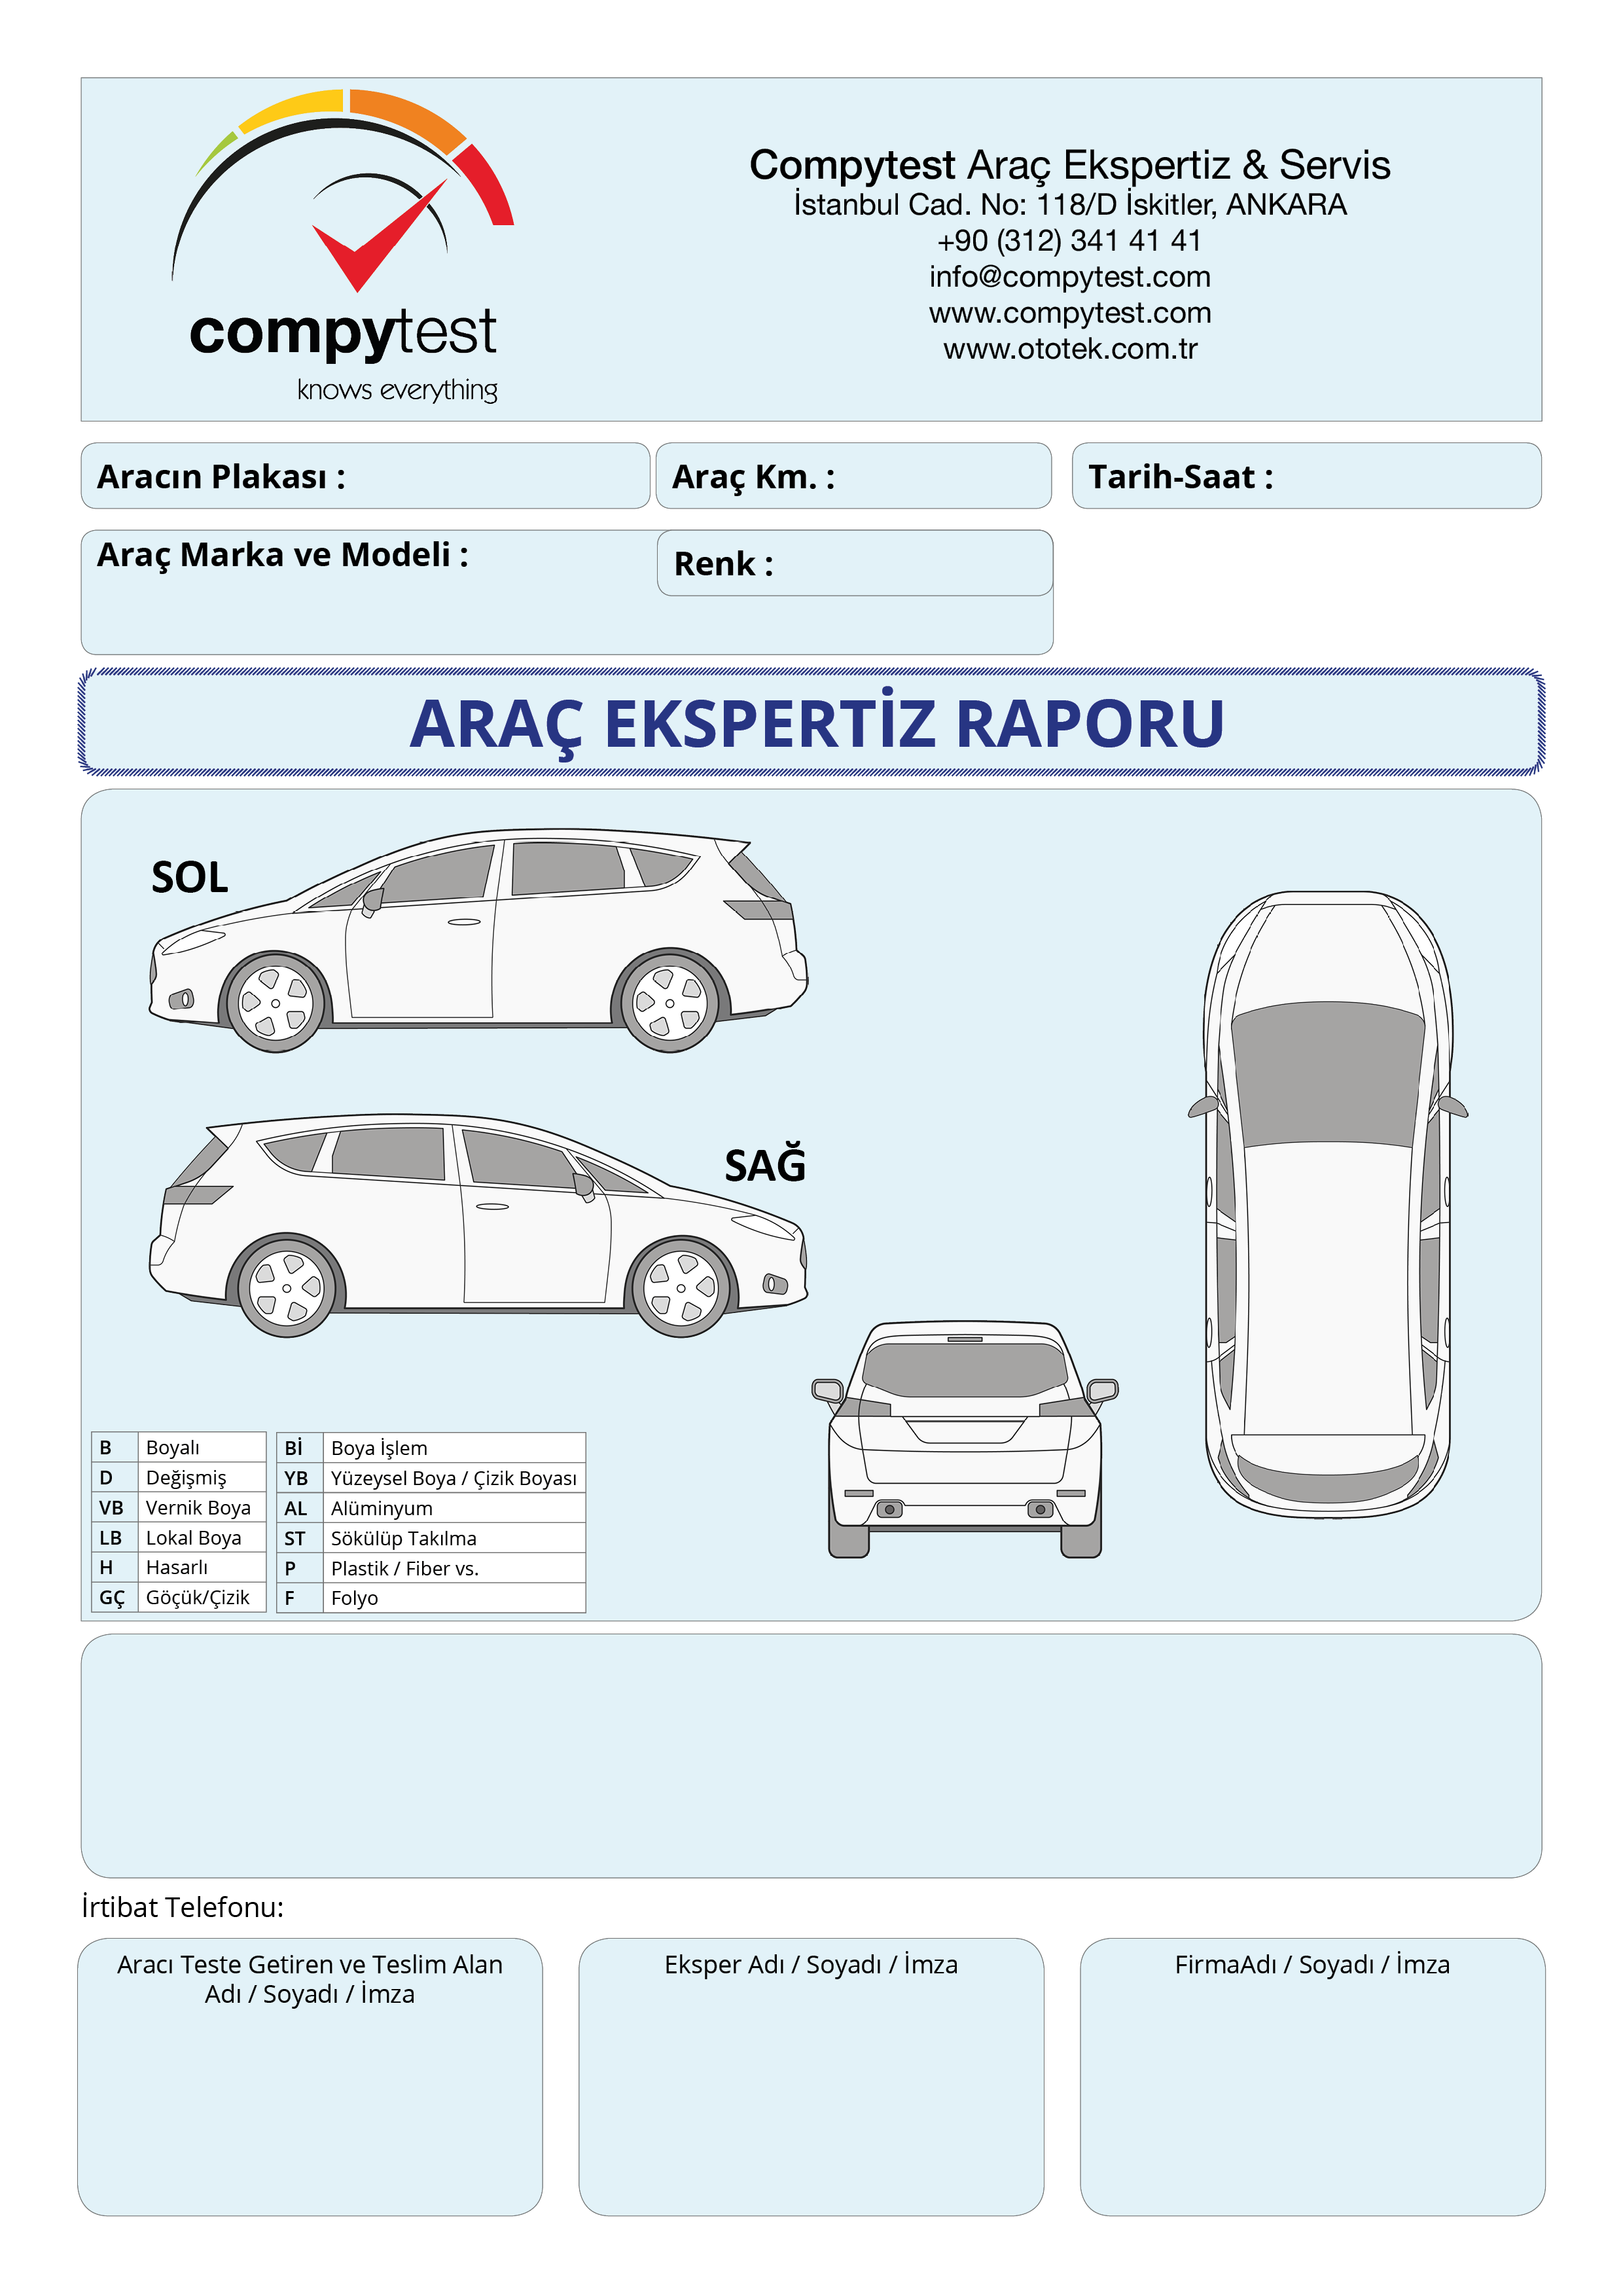 compytest
knows everything
Compytest Araç Ekspertiz & Servis
İstanbul Cad. No: 118/D İskitler, ANKARA
+90 (312) 341 41 41
info@compytest.com
www.compytest.com
www.ototek.com.tr
Aracın Plakası :
Araç Km. :
Tarih-Saat :
Araç Marka ve Modeli :
Renk :
ARAÇ EKSPERTİZ RAPORU
SOL
SAĞ
B Boyalı
D Değişmiş
VB Vernik Boya
LB Lokal Boya
H Hasarlı
GÇ Göçük/Çizik
Bİ Boya İşlem
YB Yüzeysel Boya / Çizik Boyası
AL Alüminyum
ST Sökülüp Takılma
P Plastik / Fiber vs.
F Folyo
İrtibat Telefonu:
Aracı Teste Getiren ve Teslim Alan
Adı / Soyadı / İmza
Eksper Adı / Soyadı / İmza
FirmaAdı / Soyadı / İmza